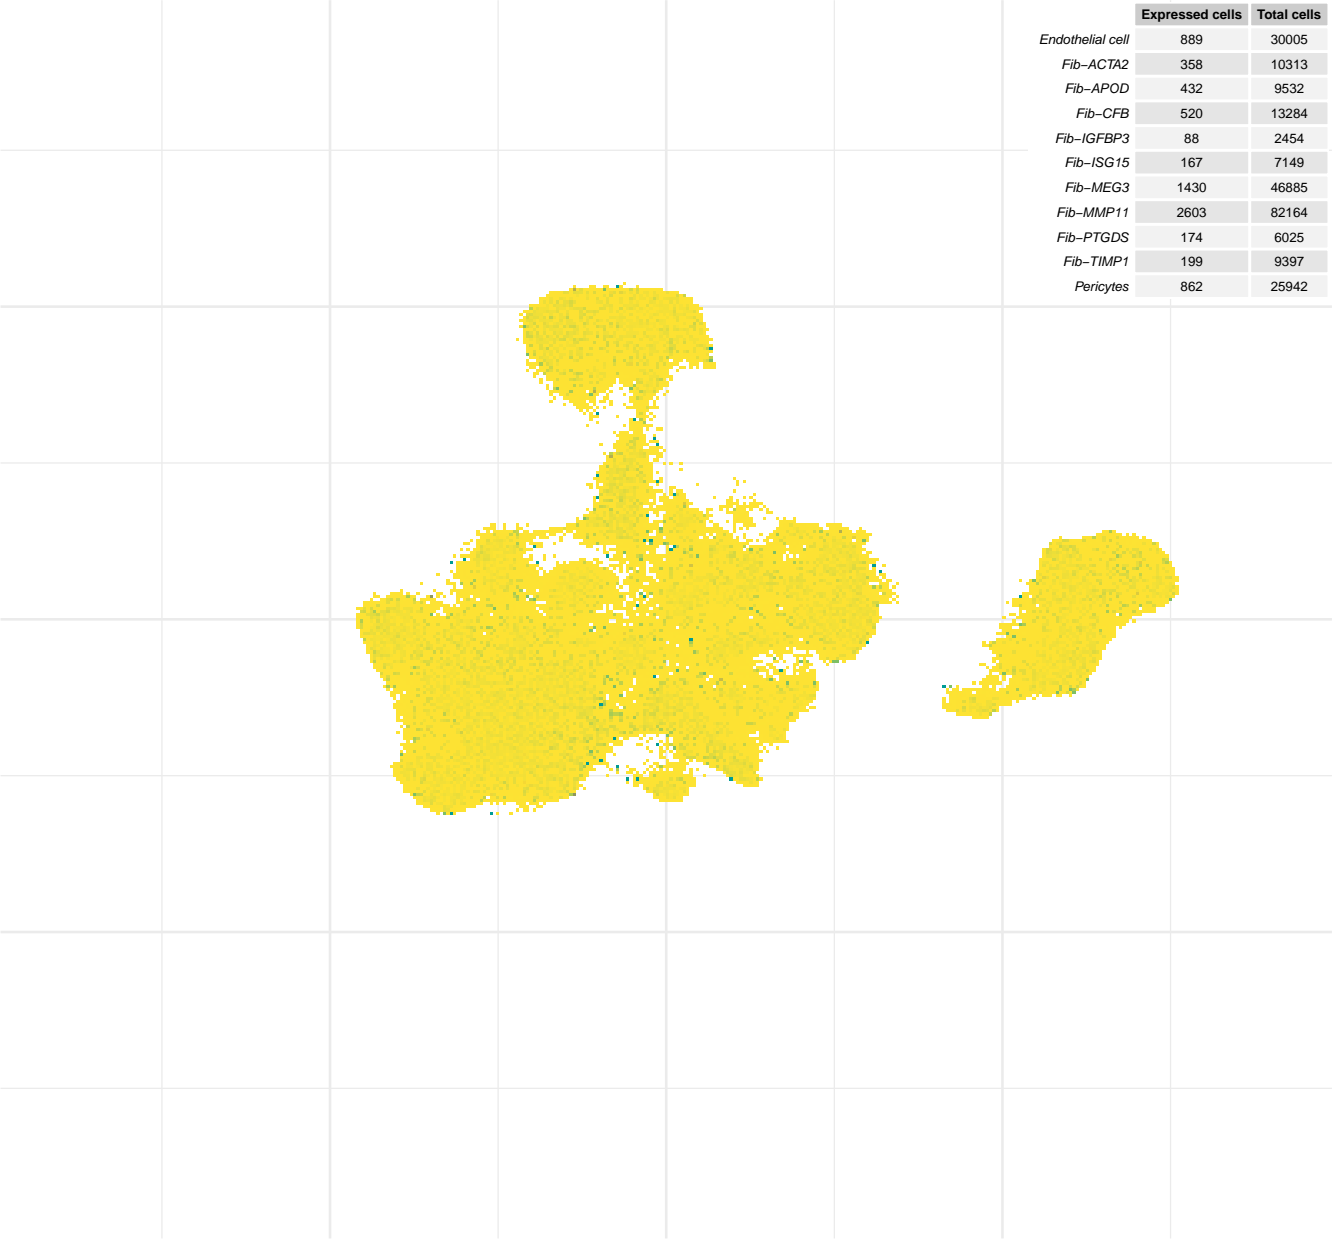 Expressed cells Total cells
Endothelial cell 889 30005
Fib−ACTA2 358 10313
Fib−APOD 432 9532
Fib−CFB 520 13284
Fib−IGFBP3 88 2454
Fib−ISG15 167 7149
Fib−MEG3 1430 46885
Fib−MMP11 2603 82164
Fib−PTGDS 174 6025
Fib−TIMP1 199 9397
Pericytes 862 25942